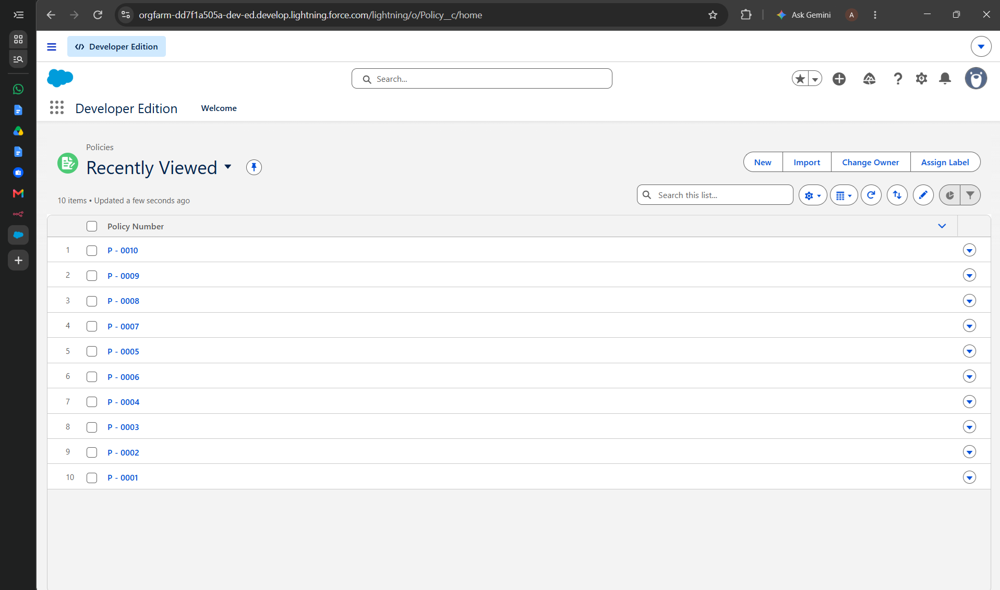 orgfarm-dd7f1a505a-dev-ed.develop.lightning.force.com/lightning/o/Policy__c/home
Ask Gemini
A
Developer Edition
Search...
Developer Edition
Welcome
Policies
Recently Viewed
New
Import
Change Owner
Assign Label
10 items • Updated a few seconds ago
Search this list...
Policy Number
1 P - 0010
2 P - 0009
3 P - 0008
4 P - 0007
5 P - 0005
6 P - 0006
7 P - 0004
8 P - 0003
9 P - 0002
10 P - 0001